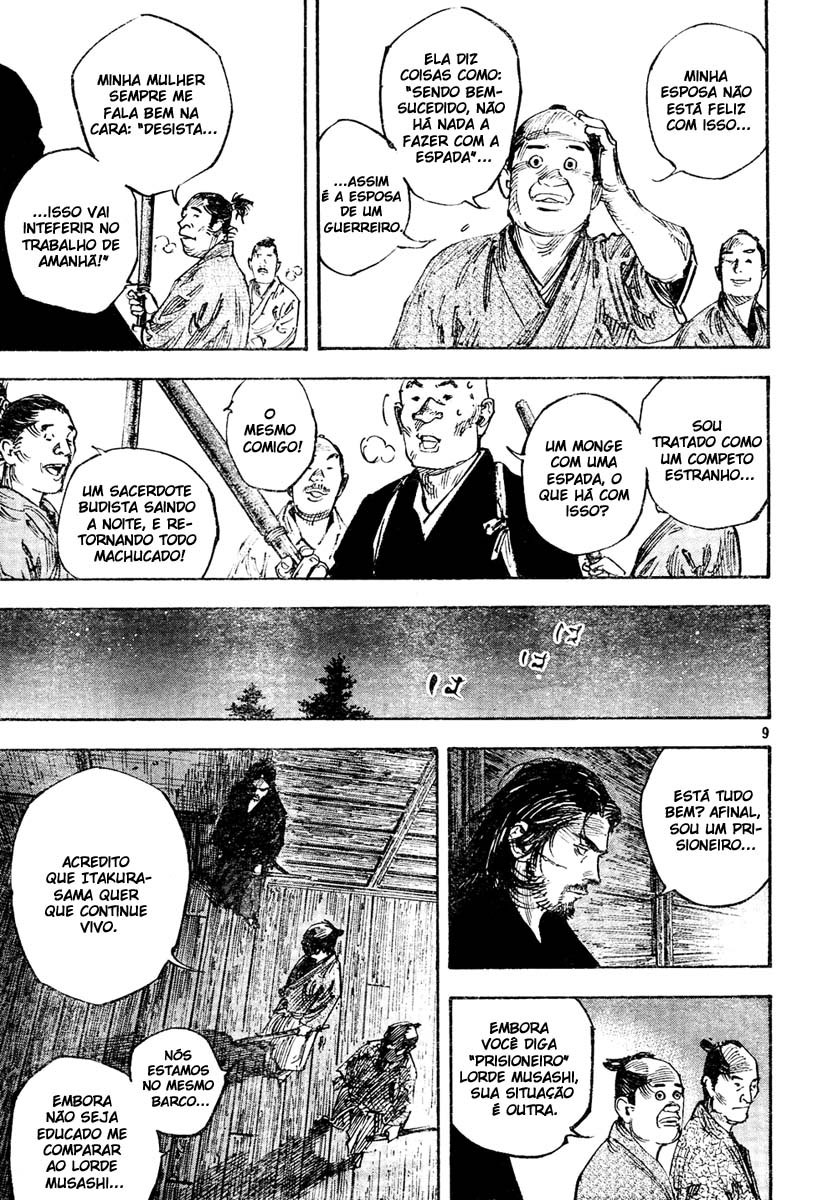 MINHA
ESPOSA NÃO
ESTÁ FELIZ
COM ISSO...
ELA DIZ
COISAS COMO:
"SENDO BEM-
SUCEDIDO, NÃO
HÁ NADA A
FAZER COM A
ESPADA"...
...ASSIM
É A ESPOSA
DE UM
GUERREIRO.
MINHA MULHER
SEMPRE ME
FALA BEM NA
CARA: "DESISTA...
...ISSO VAI
INTEFERIR NO
TRABALHO DE
AMANHÃ!"
SOU
TRATADO COMO
UM COMPETO
ESTRANHO...
UM MONGE
COM UMA
ESPADA, O
QUE HÁ COM
ISSO?
O
MESMO
COMIGO!
UM SACERDOTE
BUDISTA SAINDO
A NOITE, E RE-
TORNANDO TODO
MACHUCADO!
は
は
は
9
ESTÁ TUDO
BEM? AFINAL,
SOU UM PRI-
SIONEIRO...
ACREDITO
QUE ITAKURA-
SAMA QUER
QUE CONTINUE
VIVO.
EMBORA
VOCÊ DIGA
"PRISIONEIRO"
LORDE MUSASHI,
SUA SITUAÇÃO
É OUTRA.
NÓS
ESTAMOS
NO MESMO
BARCO...
EMBORA
NÃO SEJA
EDUCADO ME
COMPARAR
AO LORDE
MUSASHI...